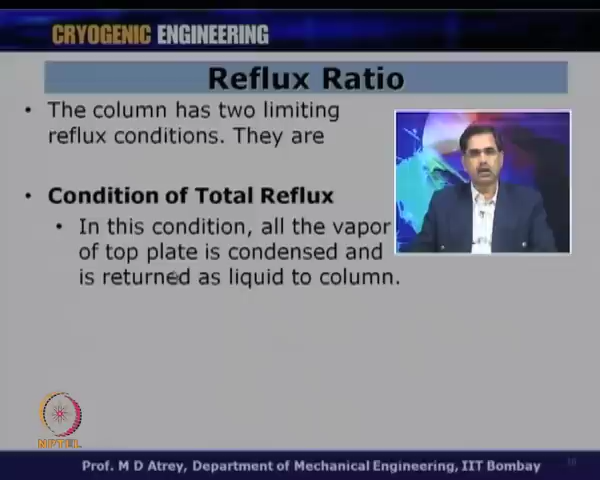 CRYOGENIC ENGINEERING
Reflux Ratio
• The column has two limiting
reflux conditions. They are
• Condition of Total Reflux
• In this condition, all the vapor
of top plate is condensed and
is returned as liquid to column.
NPTEL
Prof. M D Atrey, Department of Mechanical Engineering, IIT Bombay